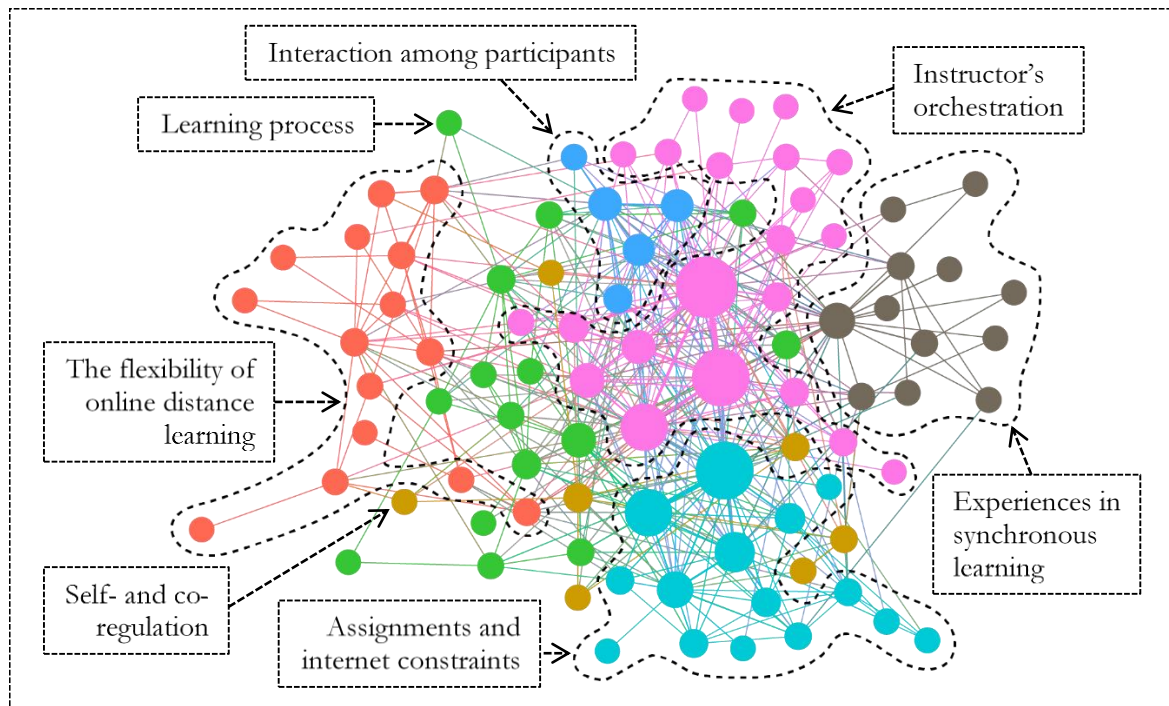 Interaction among participants
Learning process
Instructor's
orchestration
The flexibility of
online distance
learning
Experiences in
synchronous
learning
Self- and co-
regulation
Assignments and
internet constraints